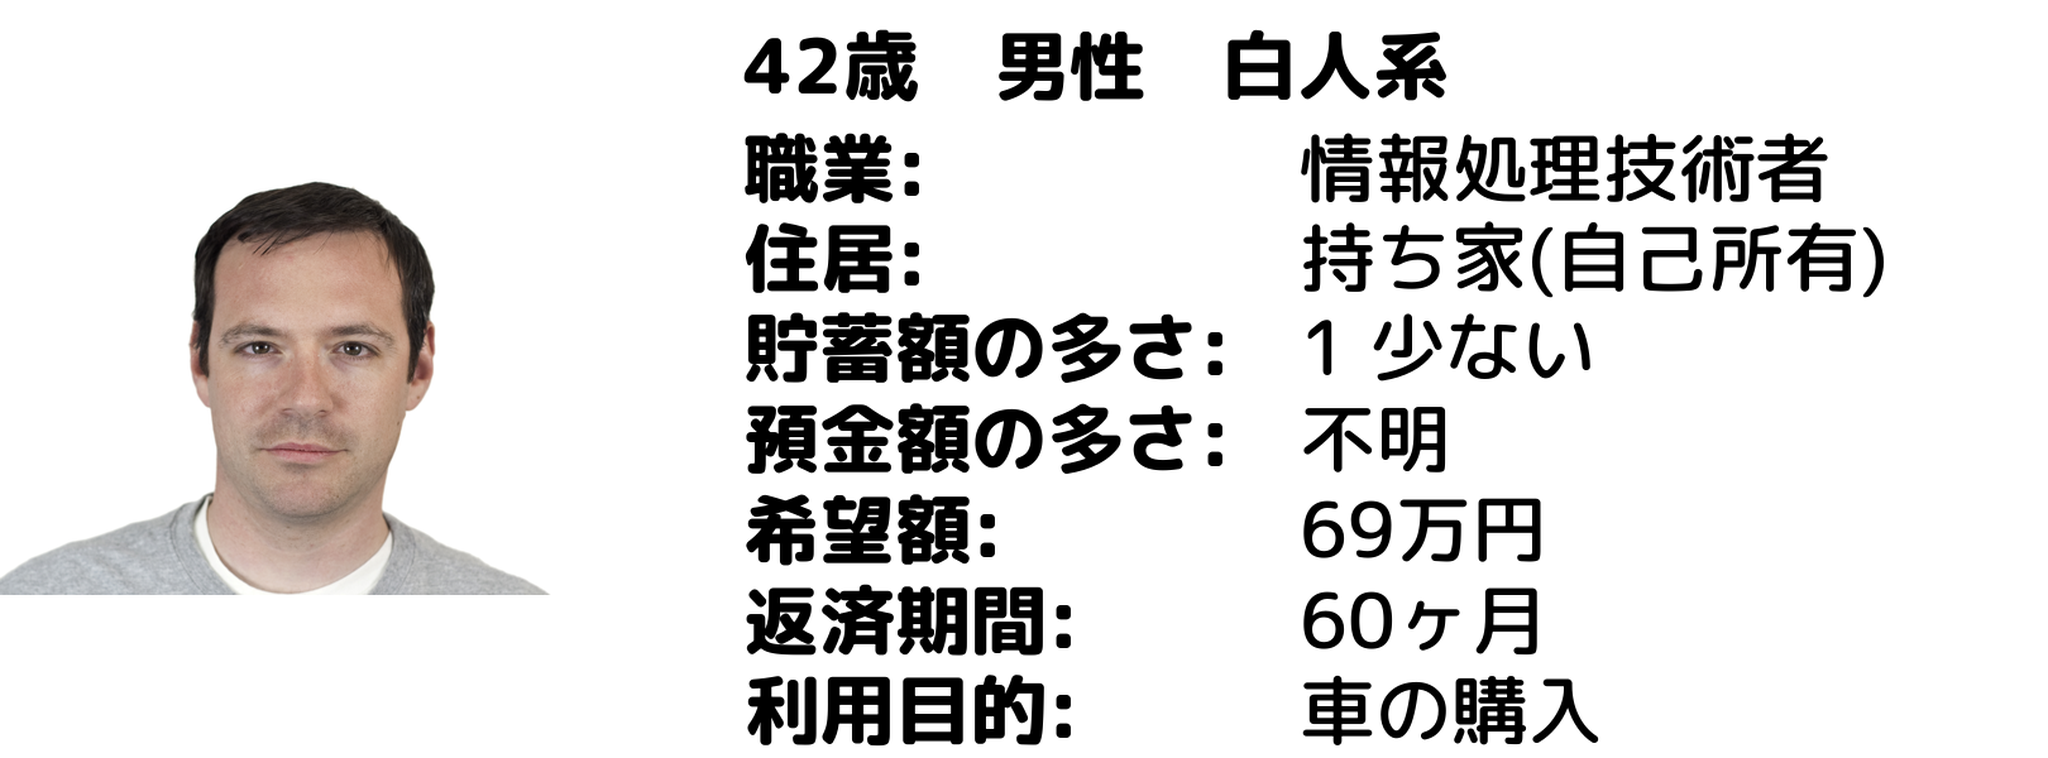 42歳　男性　白人系
職業: 情報処理技術者
住居: 持ち家(自己所有)
貯蓄額の多さ: 1 少ない
預金額の多さ: 不明
希望額: 69万円
返済期間: 60ヶ月
利用目的: 車の購入